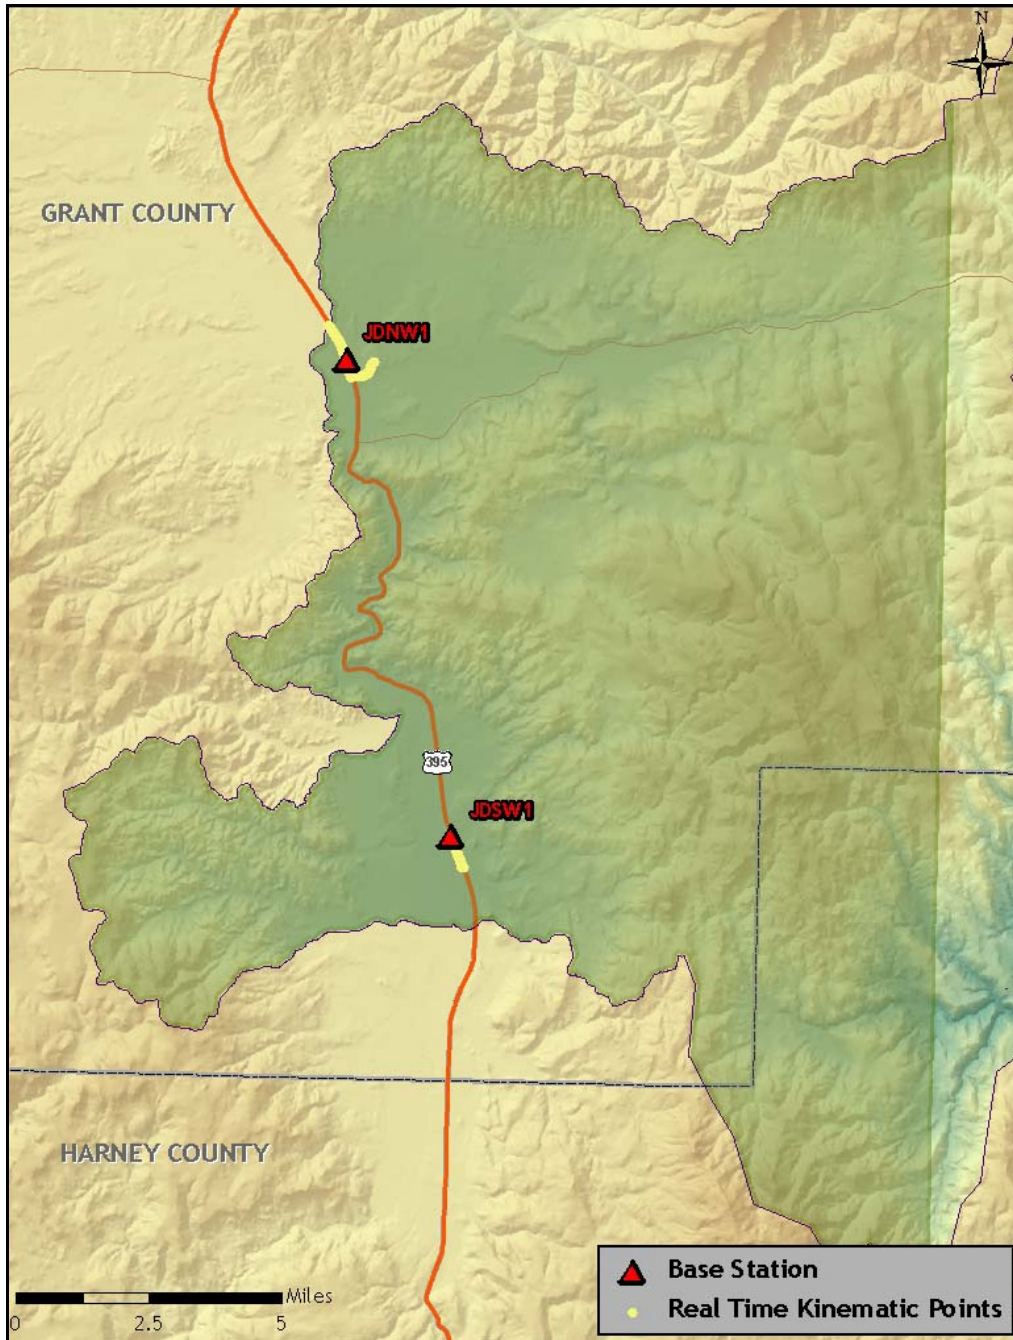 N
GRANT COUNTY
JDNW1
395
JDSW1
HARNEY COUNTY
Base Station
Real Time Kinematic Points
Miles
0 2.5 5